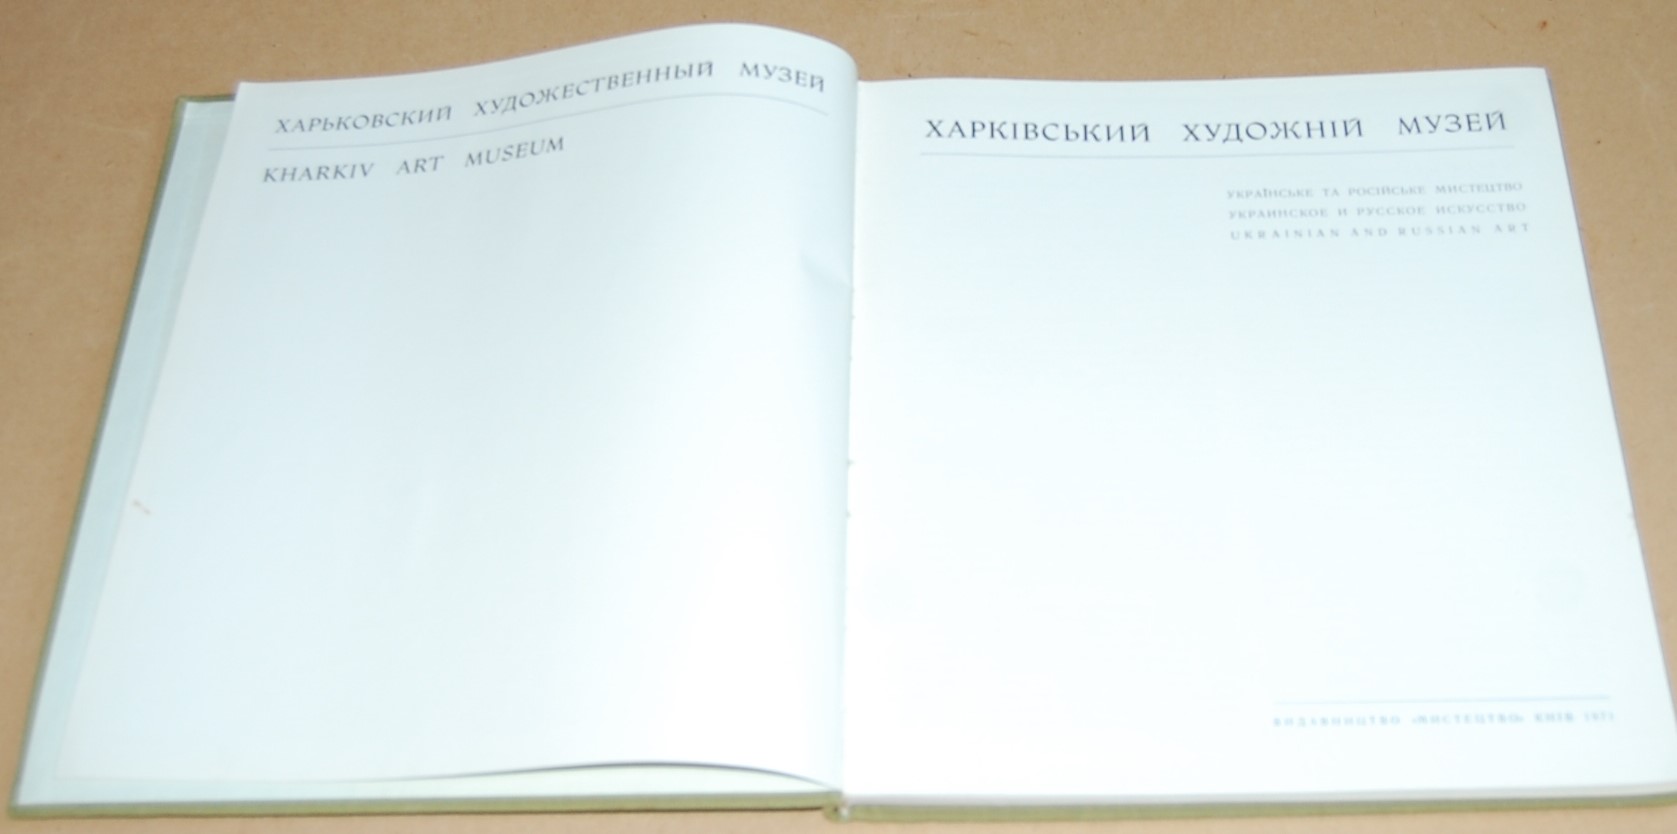 ХАРЬКОВСКИЙ ХУДОЖЕСТВЕННЫЙ МУЗЕЙ
KHARKIV ART MUSEUM
ХАРКІВСЬКИЙ ХУДОЖНІЙ МУЗЕЙ
УКРАЇНСЬКЕ ТА РОСІЙСЬКЕ МИСТЕЦТВО
УКРАИНСКОЕ И РУССКОЕ ИСКУССТВО
UKRAINIAN AND RUSSIAN ART
ВИДАВНИЦТВО «МИСТЕЦТВО» КИЇВ